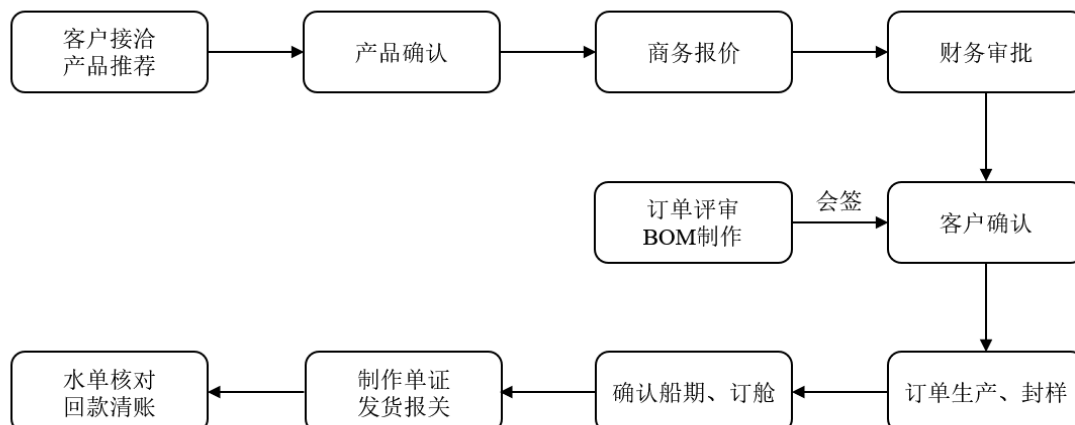 客户接洽
产品推荐
产品确认
商务报价
财务审批
订单评审
BOM制作
会签
客户确认
水单核对
回款清账
制作单证
发货报关
确认船期、订舱
订单生产、封样